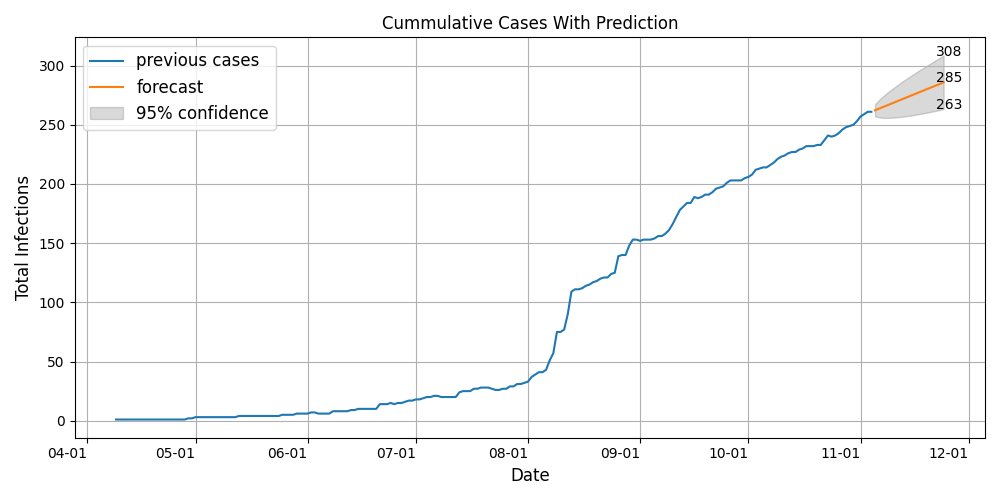 Cummulative Cases With Prediction
previous cases
forecast
95% confidence
308
285
263
Total Infections
300
250
200
150
100
50
0
04-01 05-01 06-01 07-01 08-01 09-01 10-01 11-01 12-01
Date